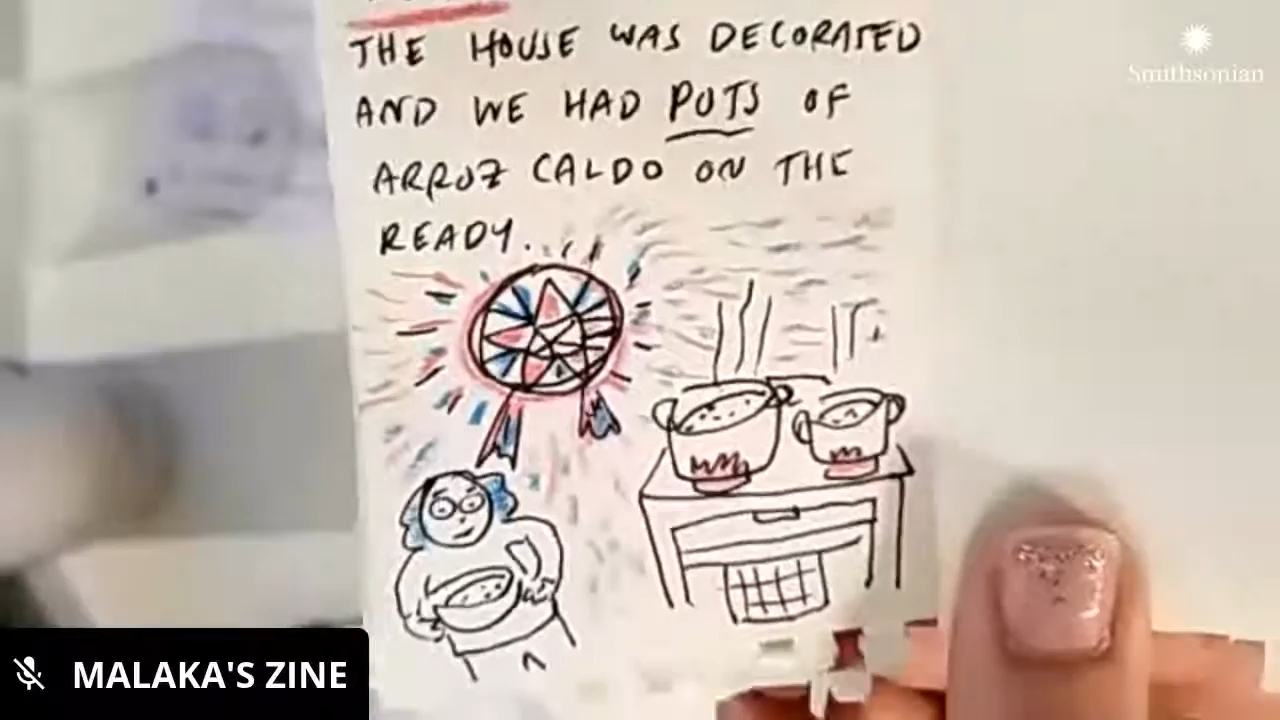 THE HOUSE WAS DECORATED
AND WE HAD POTS OF
ARROZ CALDO ON THE
READY.
Smithsonian
MALAKA'S ZINE